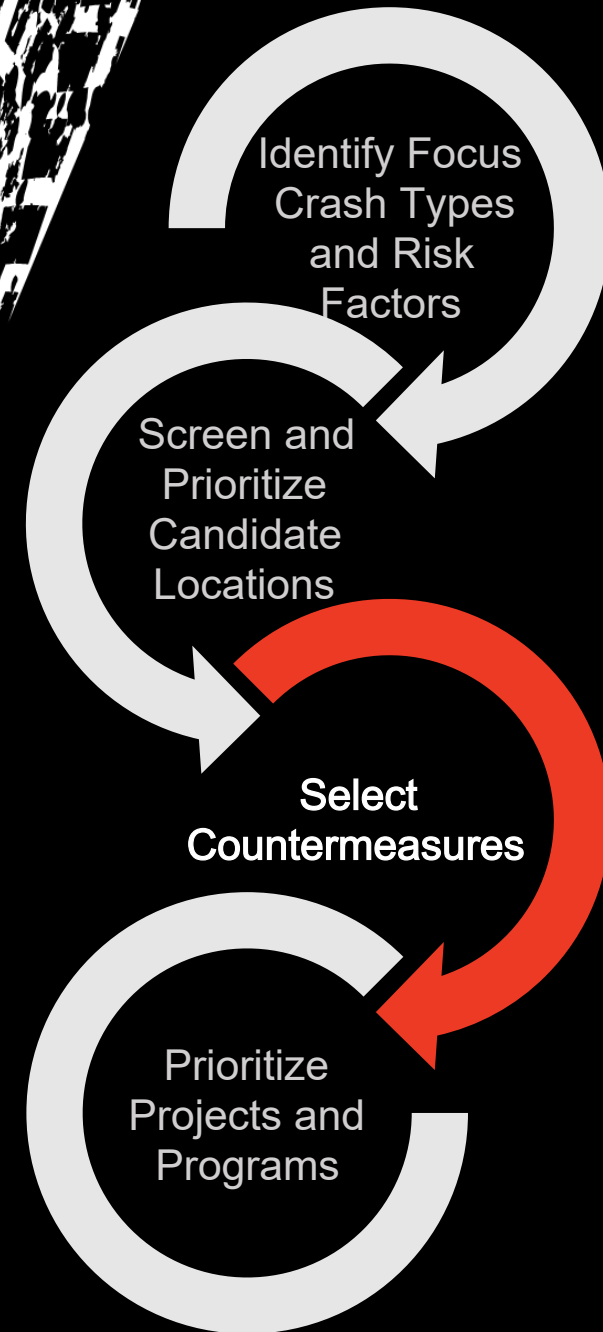 Identify Focus
Crash Types
and Risk
Factors
Screen and
Prioritize
Candidate
Locations
Select
Countermeasures
Prioritize
Projects and
Programs